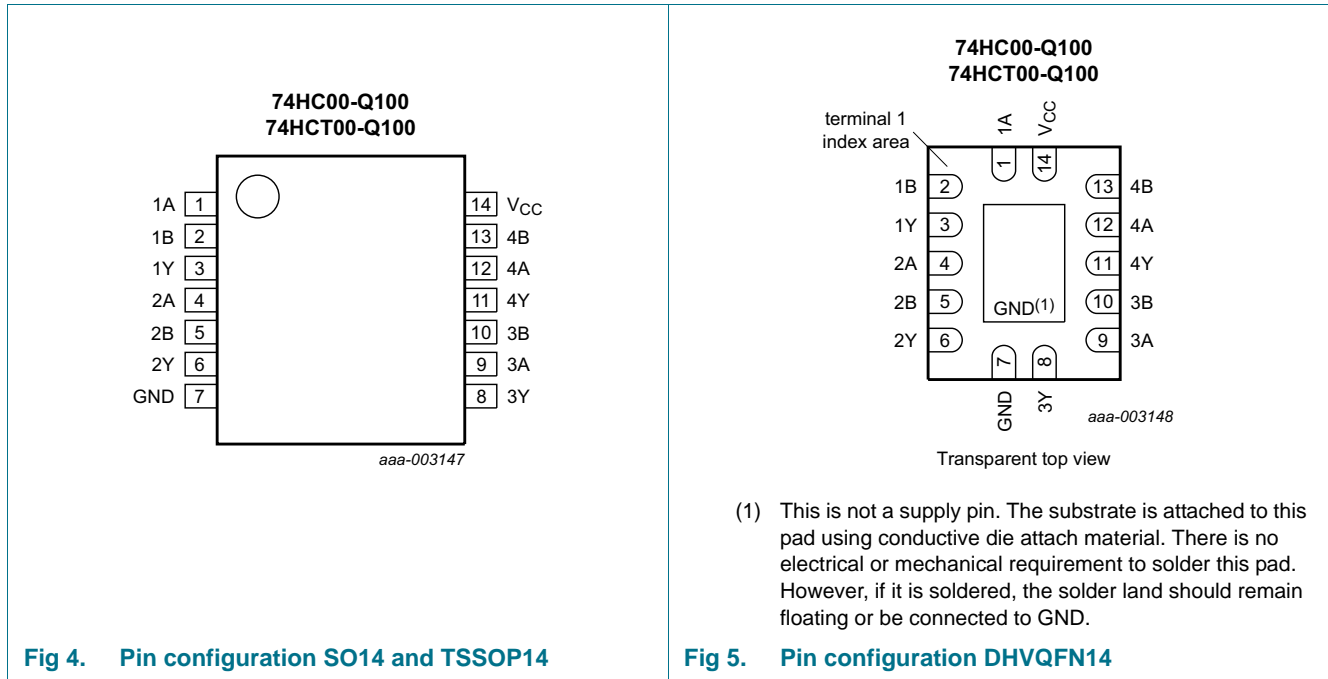 74HC00-Q100
74HCT00-Q100
1A 1
1B 2
1Y 3
2A 4
2B 5
2Y 6
GND 7
14 VCC
13 4B
12 4A
11 4Y
10 3B
9 3A
8 3Y
aaa-003147
Fig 4. Pin configuration SO14 and TSSOP14
74HC00-Q100
74HCT00-Q100
terminal 1
index area
1A
VCC
1
14
1B 2
1Y 3
2A 4
2B 5
2Y 6
13 4B
12 4A
11 4Y
10 3B
9 3A
GND(1)
7
8
GND
3Y
aaa-003148
Transparent top view
(1) This is not a supply pin. The substrate is attached to this
pad using conductive die attach material. There is no
electrical or mechanical requirement to solder this pad.
However, if it is soldered, the solder land should remain
floating or be connected to GND.
Fig 5. Pin configuration DHVQFN14